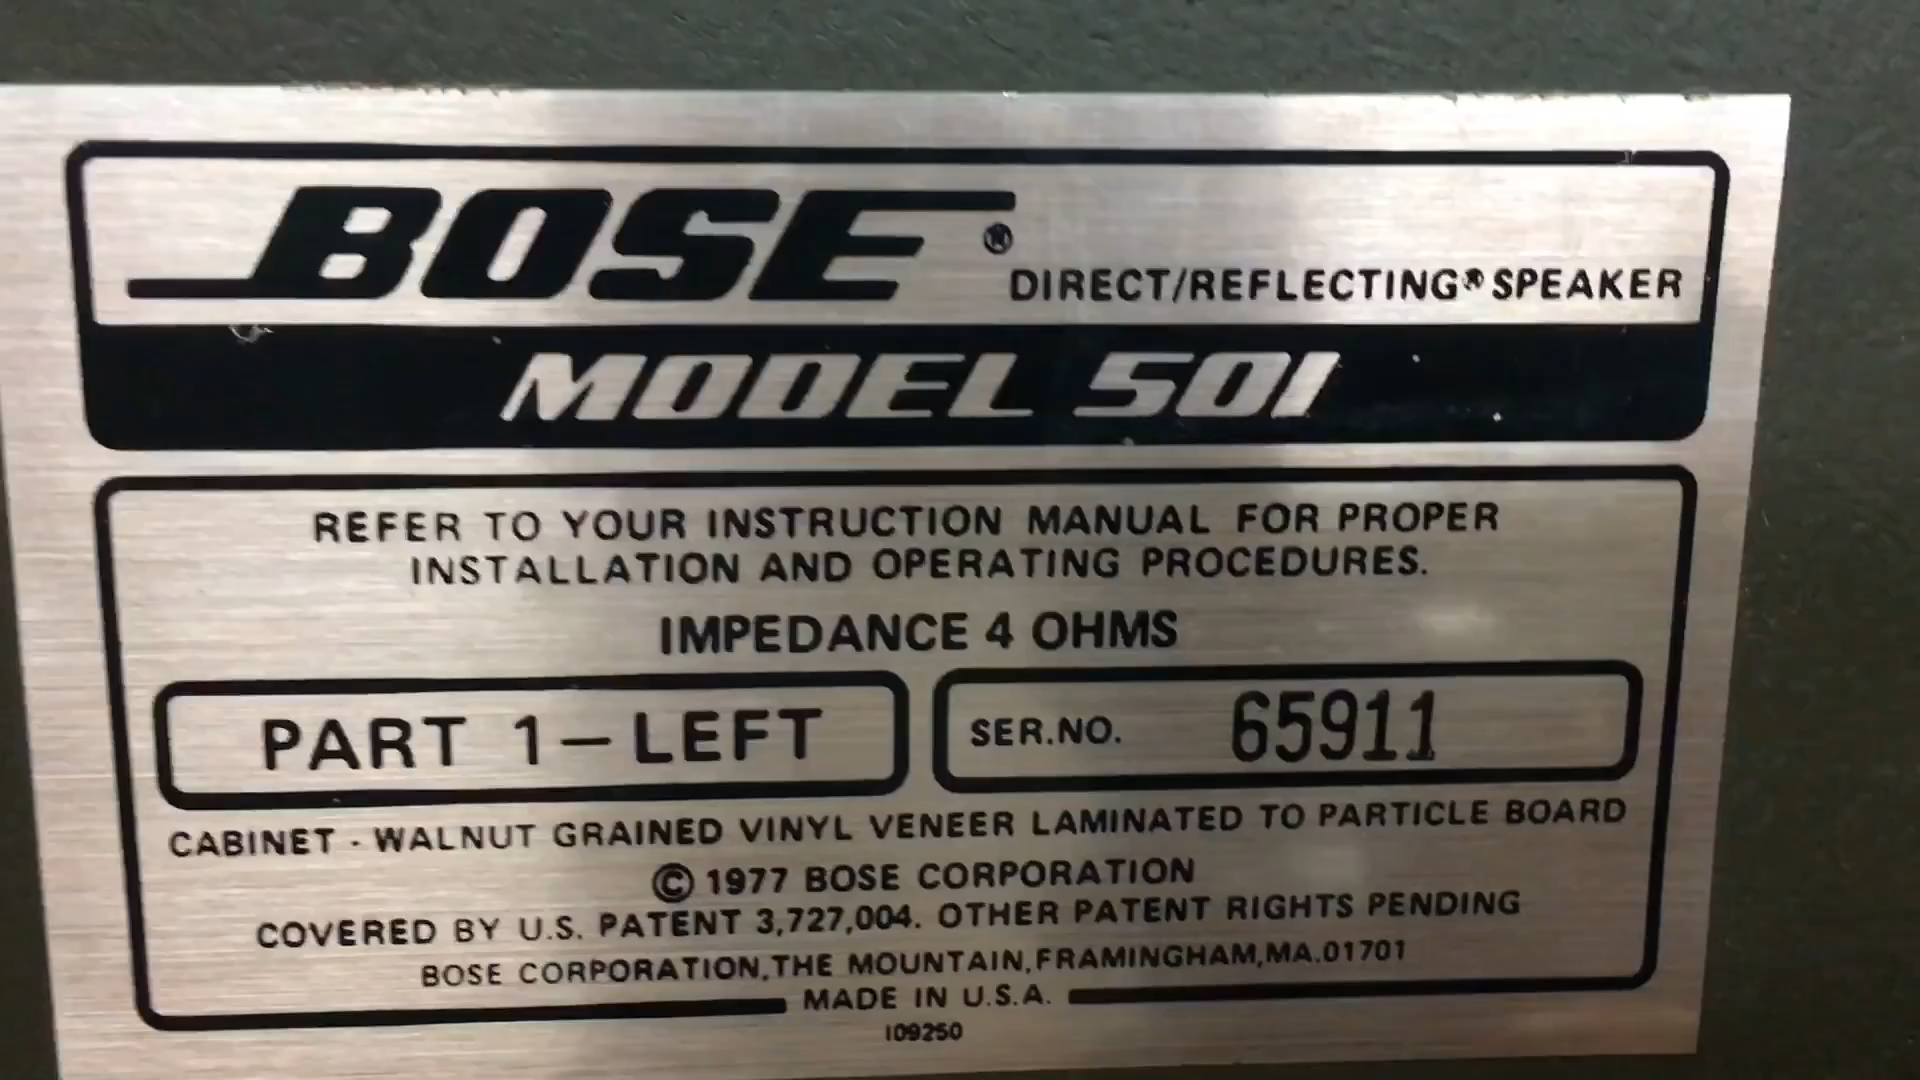 BOSE®
DIRECT/REFLECTING® SPEAKER
MODEL 501
REFER TO YOUR INSTRUCTION MANUAL FOR PROPER
INSTALLATION AND OPERATING PROCEDURES.
IMPEDANCE 4 OHMS
PART 1 – LEFT
SER.NO. 65911
CABINET - WALNUT GRAINED VINYL VENEER LAMINATED TO PARTICLE BOARD
© 1977 BOSE CORPORATION
COVERED BY U.S. PATENT 3,727,004. OTHER PATENT RIGHTS PENDING
BOSE CORPORATION, THE MOUNTAIN, FRAMINGHAM, MA. 01701
MADE IN U.S.A.
109250